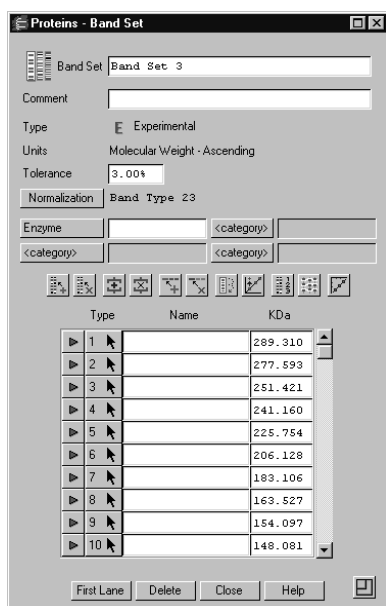 Proteins - Band Set
Band Set Band Set 3
Comment
Type E Experimental
Units Molecular Weight - Ascending
Tolerance 3.00%
Normalization Band Type 23
Enzyme <category>
<category> <category>
Type Name KDa
1 289.310
2 277.593
3 251.421
4 241.160
5 225.754
6 206.128
7 183.106
8 163.527
9 154.097
10 148.081
First Lane Delete Close Help